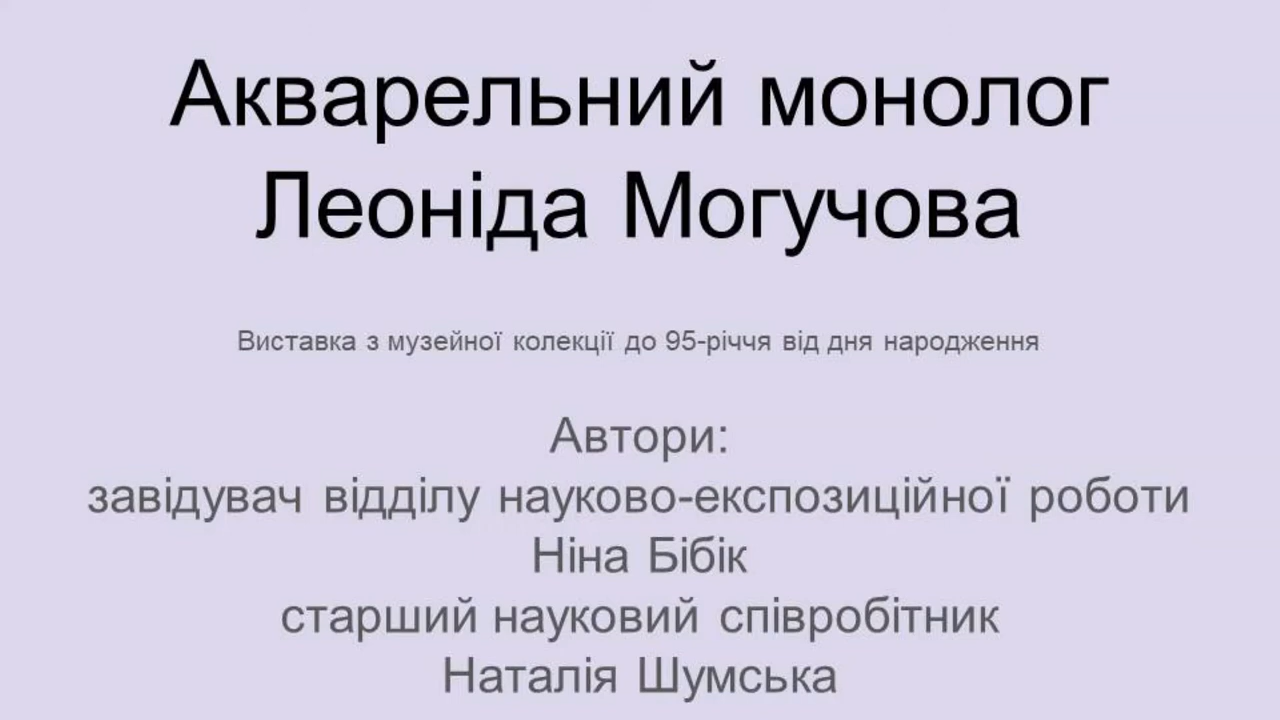 Акварельний монолог
Леоніда Могучова
Виставка з музейної колекції до 95-річчя від дня народження
Автори:
завідувач відділу науково-експозиційної роботи
Ніна Бібік
старший науковий співробітник
Наталія Шумська